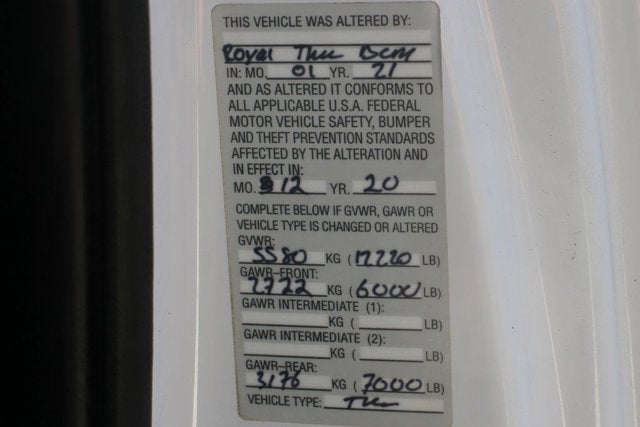 THIS VEHICLE WAS ALTERED BY:
Royal
IN: MO. 01 YR. 21
AND AS ALTERED IT CONFORMS TO
ALL APPLICABLE U.S.A. FEDERAL
MOTOR VEHICLE SAFETY, BUMPER
AND THEFT PREVENTION STANDARDS
AFFECTED BY THE ALTERATION AND
IN EFFECT IN:
MO. 12 YR. 20
COMPLETE BELOW IF GVWR, GAWR OR
VEHICLE TYPE IS CHANGED OR ALTERED
GVWR:
5580 KG ( LB)
GAWR-FRONT:
2722 KG (6000 LB)
GAWR INTERMEDIATE (1):
KG ( LB)
GAWR INTERMEDIATE (2):
KG ( LB)
GAWR-REAR:
3176 KG (7000 LB)
VEHICLE TYPE: